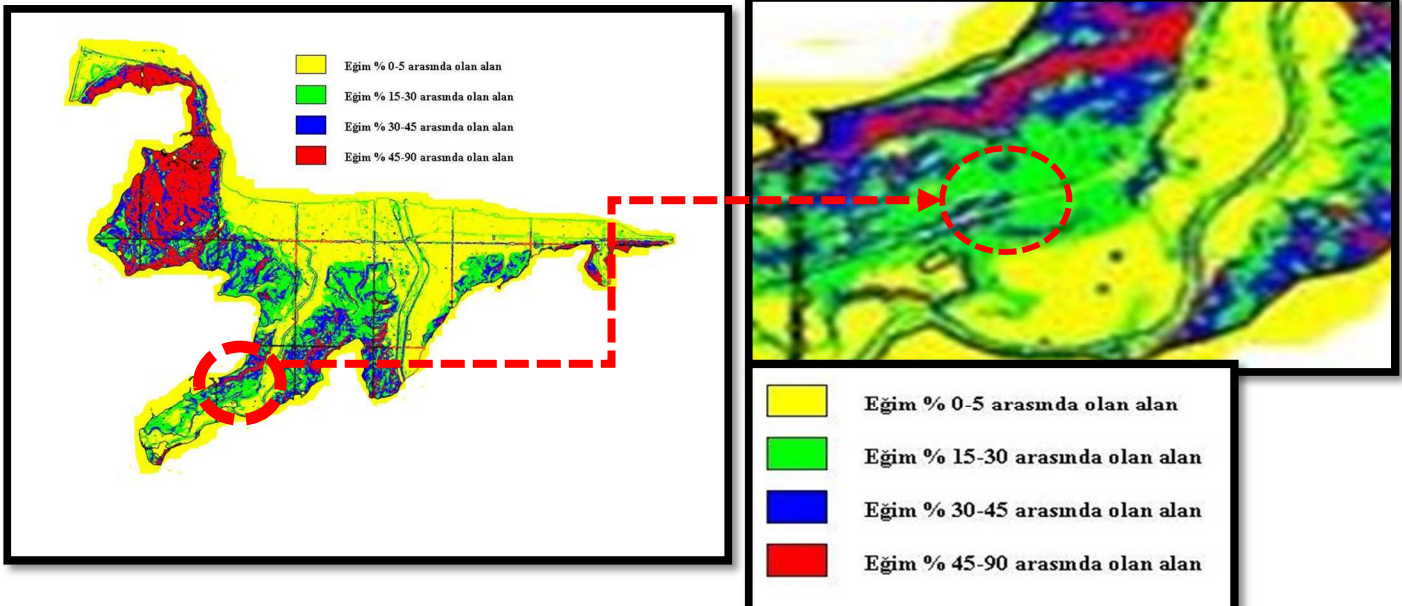 Eğim % 0-5 arasında olan alan
Eğim % 15-30 arasında olan alan
Eğim % 30-45 arasında olan alan
Eğim % 45-90 arasında olan alan
Eğim % 0-5 arasında olan alan
Eğim % 15-30 arasında olan alan
Eğim % 30-45 arasında olan alan
Eğim % 45-90 arasında olan alan